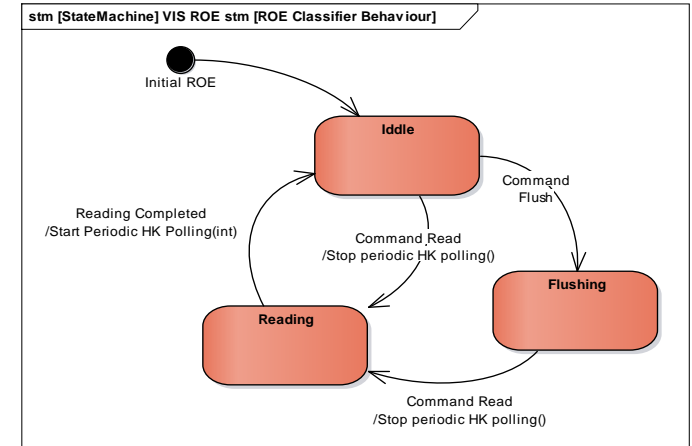 stm [StateMachine] VIS ROE stm [ROE Classifier Behaviour]
Initial ROE
Iddle
Command
Flush
Reading Completed
/Start Periodic HK Polling(int)
Command Read
/Stop periodic HK polling()
Flushing
Reading
Command Read
/Stop periodic HK polling()